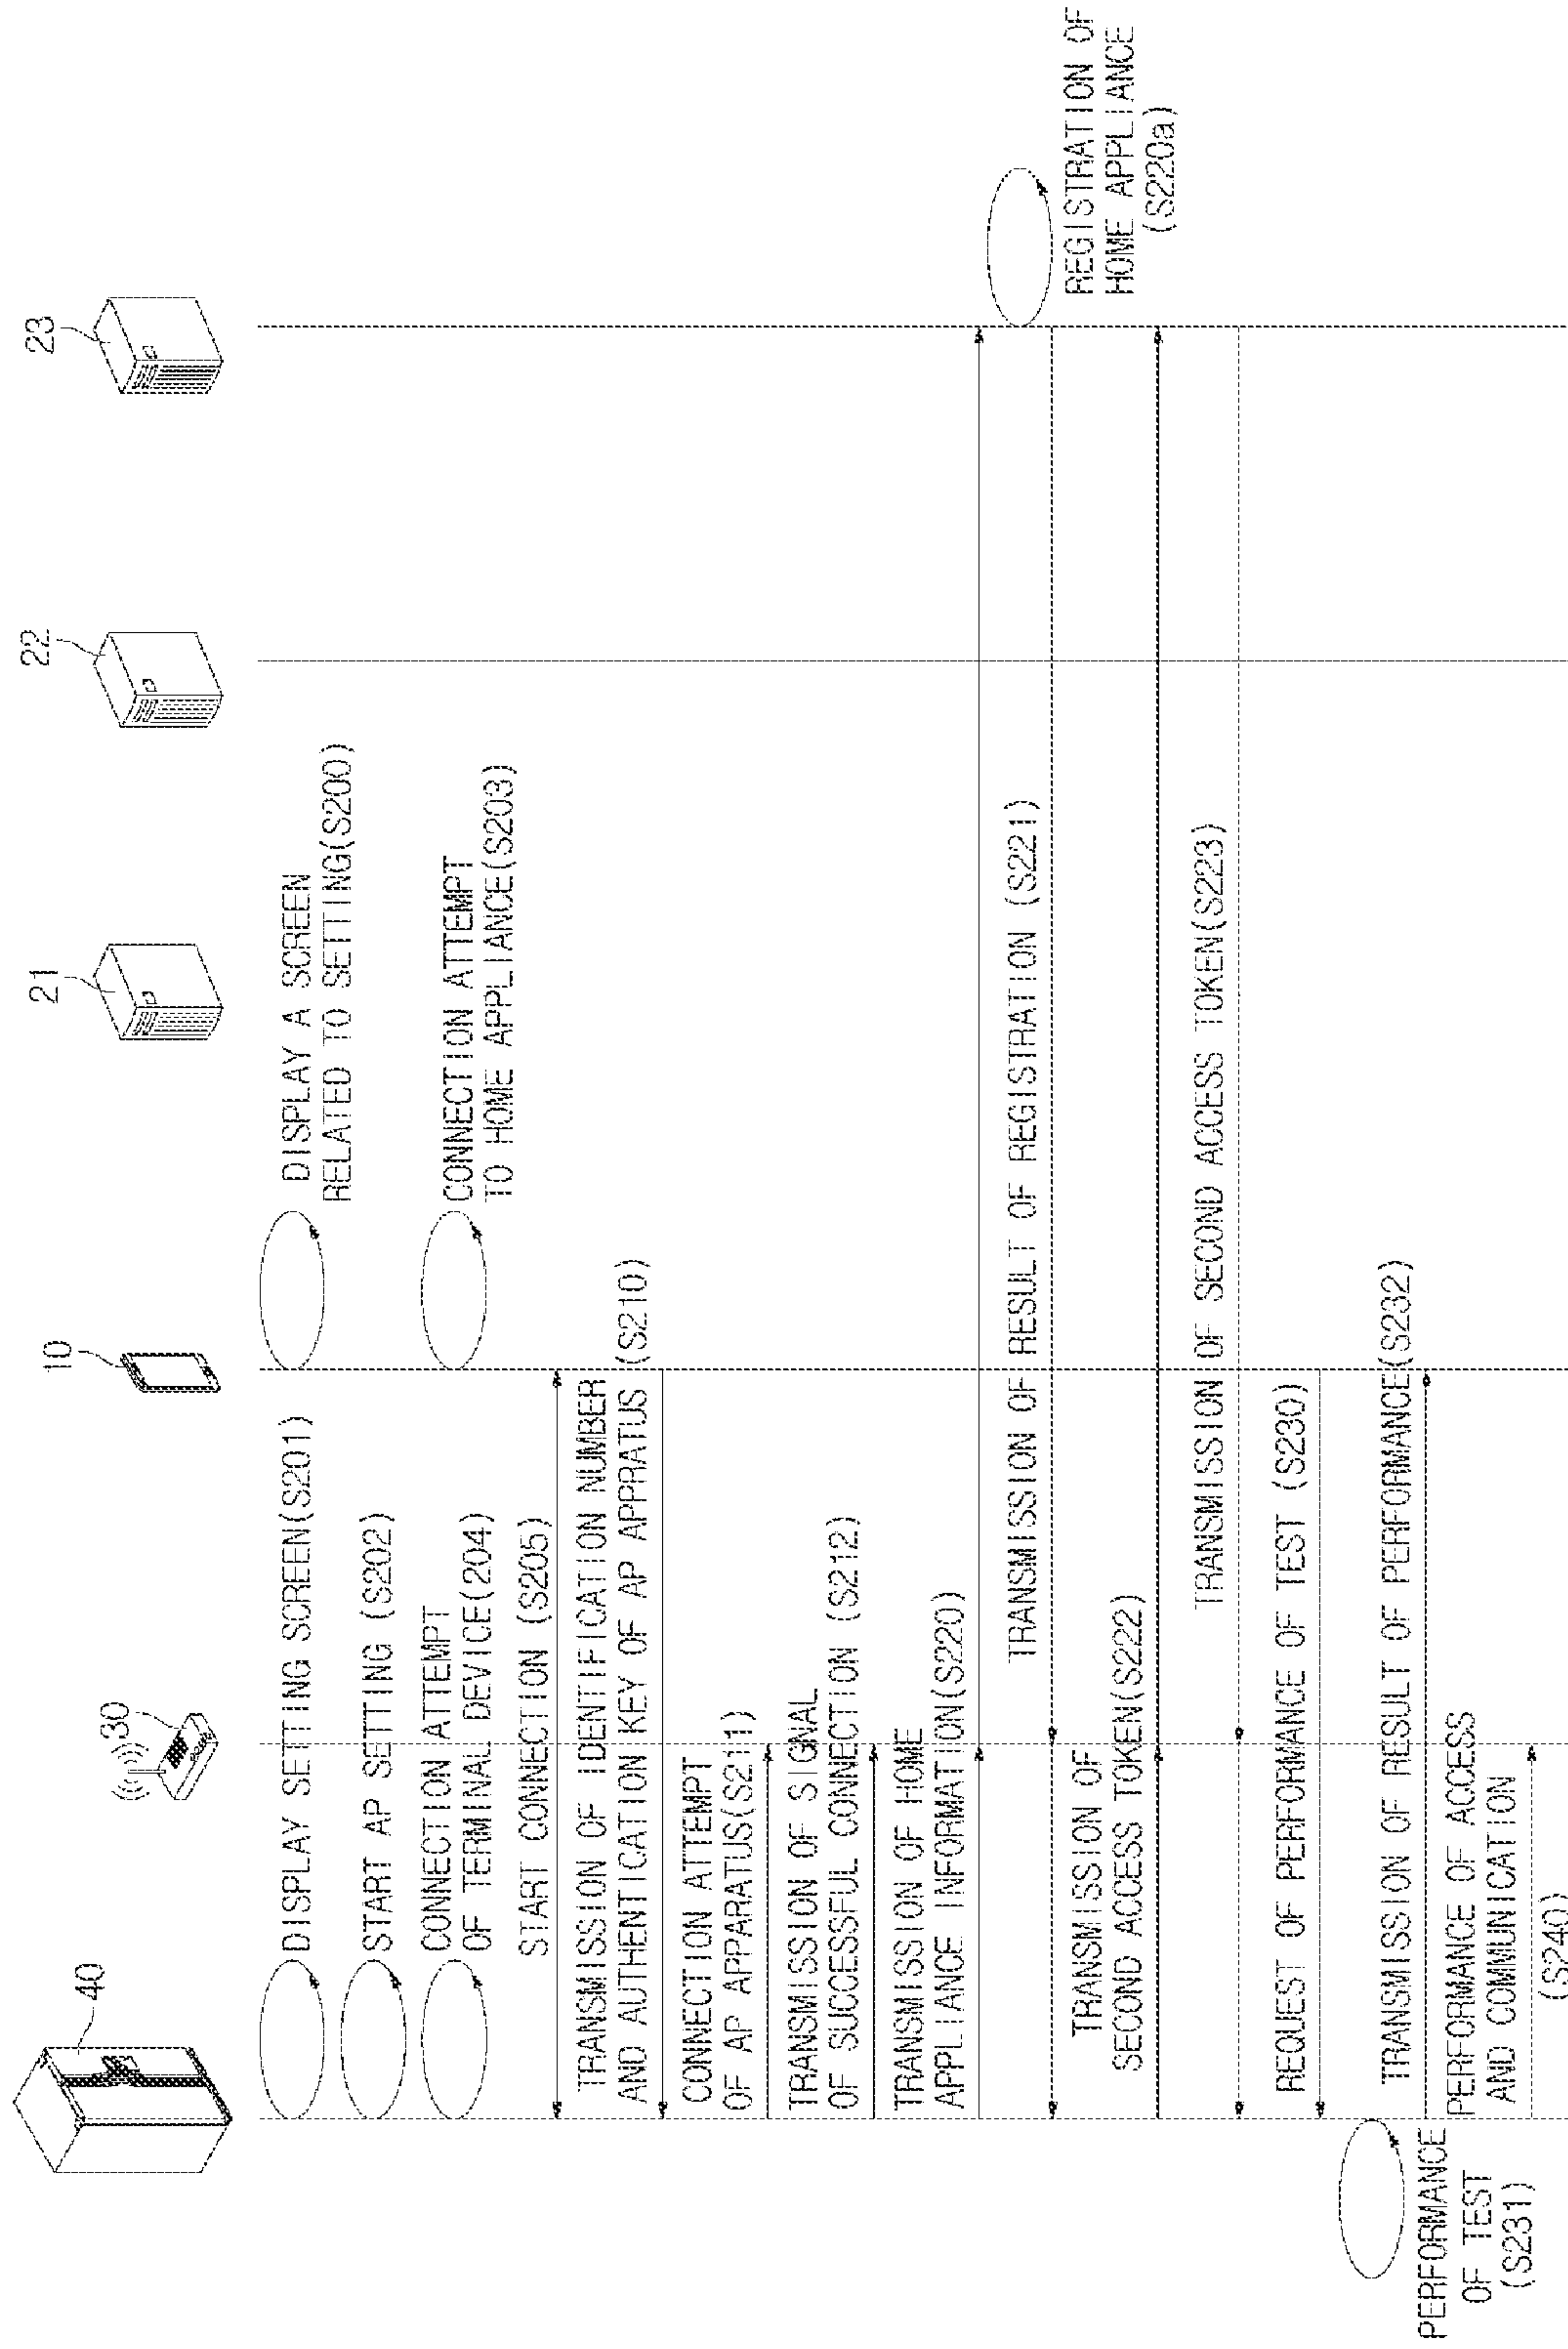 40
30
10
21
22
23
DISPLAY SETTING SCREEN(S201)
DISPLAY A SCREEN
RELATED TO SETTING(S200)
START AP SETTING (S202)
CONNECTION ATTEMPT
OF TERMINAL DEVICE(204)
CONNECTION ATTEMPT
TO HOME APPLIANCE(S203)
START CONNECTION (S205)
TRANSMISSION OF IDENTIFICATION NUMBER
AND AUTHENTICATION KEY OF AP APPRATUS (S210)
CONNECTION ATTEMPT
OF AP APPARATUS(S211)
TRANSMISSION OF SIGNAL
OF SUCCESSFUL CONNECTION (S212)
TRANSMISSION OF HOME
APPLIANCE INFORMATION(S220)
REGISTRATION OF
HOME APPLIANCE
(S220a)
TRANSMISSION OF RESULT OF REGISTRATION (S221)
TRANSMISSION OF
SECOND ACCESS TOKEN(S222)
TRANSMISSION OF SECOND ACCESS TOKEN(S223)
REQUEST OF PERFORMANCE OF TEST (S230)
PERFORMANCE
OF TEST
(S231)
TRANSMISSION OF RESULT OF PERFORMANCE(S232)
PERFORMANCE OF ACCESS
AND COMMUNICATION
(S240)